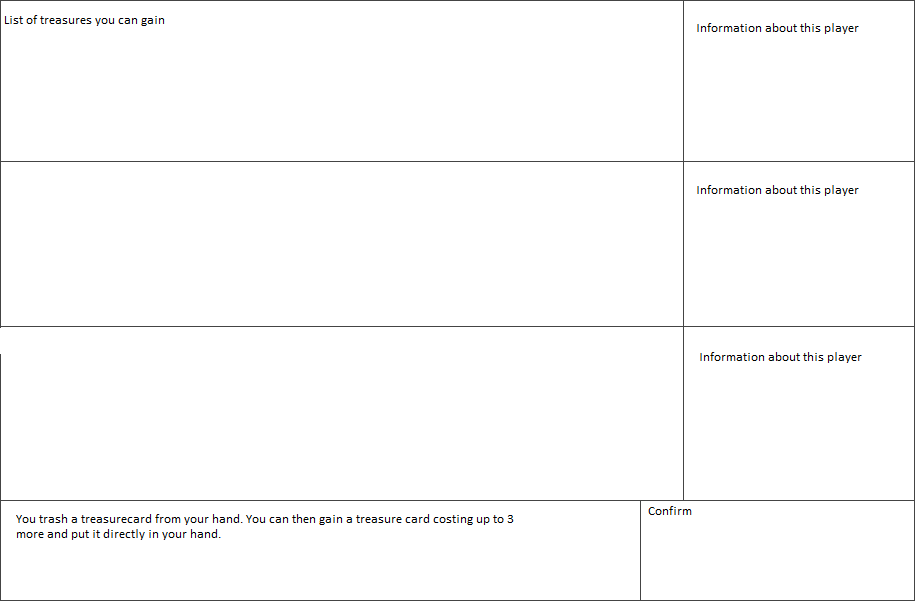 List of treasures you can gain
Information about this player
Information about this player
Information about this player
You trash a treasurecard from your hand. You can then gain a treasure card costing up to 3
more and put it directly in your hand.
Confirm